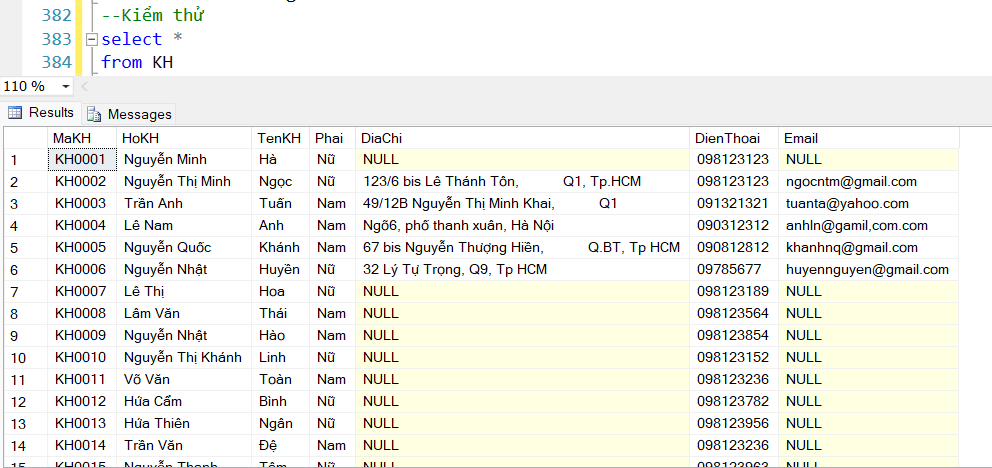 382 --Kiểm thử
383 select *
384 from KH
110 %
Results Messages
MaKH HoKH TenKH Phai DiaChi DienThoai Email
1 KH0001 Nguyễn Minh Hà Nữ NULL 098123123 NULL
2 KH0002 Nguyễn Thị Minh Ngọc Nữ 123/6 bis Lê Thánh Tôn, Q1, Tp.HCM 098123123 ngocntm@gmail.com
3 KH0003 Trần Anh Tuấn Nam 49/12B Nguyễn Thị Minh Khai, Q1 091321321 tuanta@yahoo.com
4 KH0004 Lê Nam Anh Nam Ngõ6, phố thanh xuân, Hà Nội 090312312 anhln@gamil,com.com
5 KH0005 Nguyễn Quốc Khánh Nam 67 bis Nguyễn Thượng Hiền, Q.BT, Tp HCM 090812812 khanhnq@gmail.com
6 KH0006 Nguyễn Nhật Huyền Nữ 32 Lý Tự Trọng, Q9, Tp HCM 09785677 huyennguyen@gmail.com
7 KH0007 Lê Thị Hoa Nữ NULL 098123189 NULL
8 KH0008 Lâm Văn Thái Nam NULL 098123564 NULL
9 KH0009 Nguyễn Nhật Hào Nam NULL 098123854 NULL
10 KH0010 Nguyễn Thị Khánh Linh Nữ NULL 098123152 NULL
11 KH0011 Võ Văn Toàn Nam NULL 098123236 NULL
12 KH0012 Hứa Cẩm Bình Nữ NULL 098123782 NULL
13 KH0013 Hứa Thiên Ngân Nữ NULL 098123956 NULL
14 KH0014 Trần Văn Đệ Nam NULL 098123236 NULL
15 KH0015 Nguyễn Nữ NULL 098123963 NULL